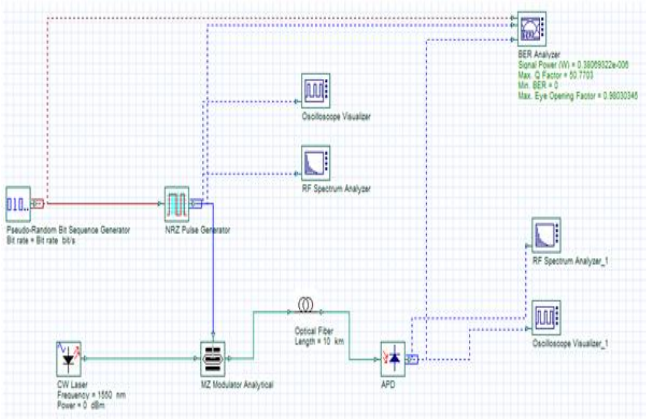 BER
BER Analyzer
Signal Power (W) = 0.38069322e-006
Max. Q Factor = 50.7703
Min. BER = 0
Max. Eye Opening Factor = 0.98030345
Oscilloscope Visualizer
RF Spectrum Analyzer
010..
Pseudo-Random Bit Sequence Generator
Bit rate = Bit rate bit/s
NRZ Pulse Generator
RF Spectrum Analyzer_1
Optical Fiber
Length = 10 km
Oscilloscope Visualizer_1
CW Laser
Frequency = 1550 nm
Power = 0 dBm
MZ Modulator Analytical
APD